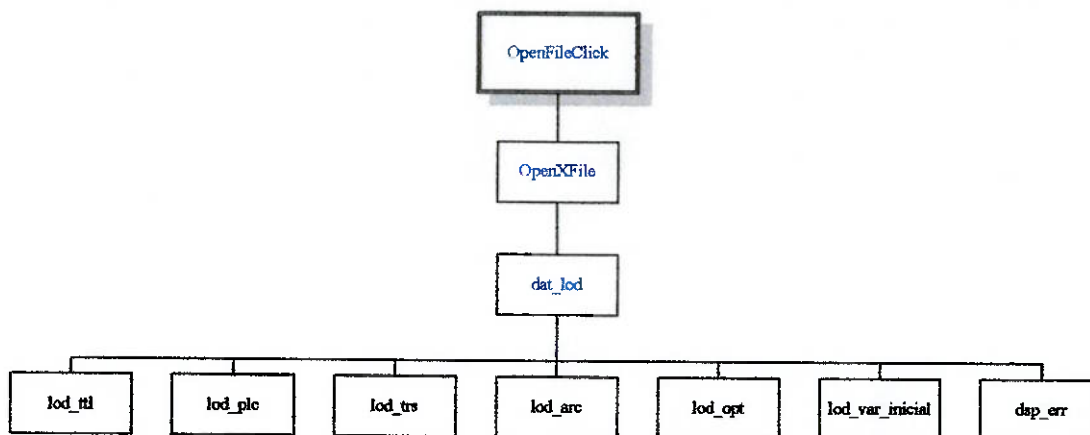 OpenFileClick
OpenXFile
dat_lod
lod_ttl
lod_plc
lod_trs
lod_arc
lod_opt
lod_var_inicial
dsp_err